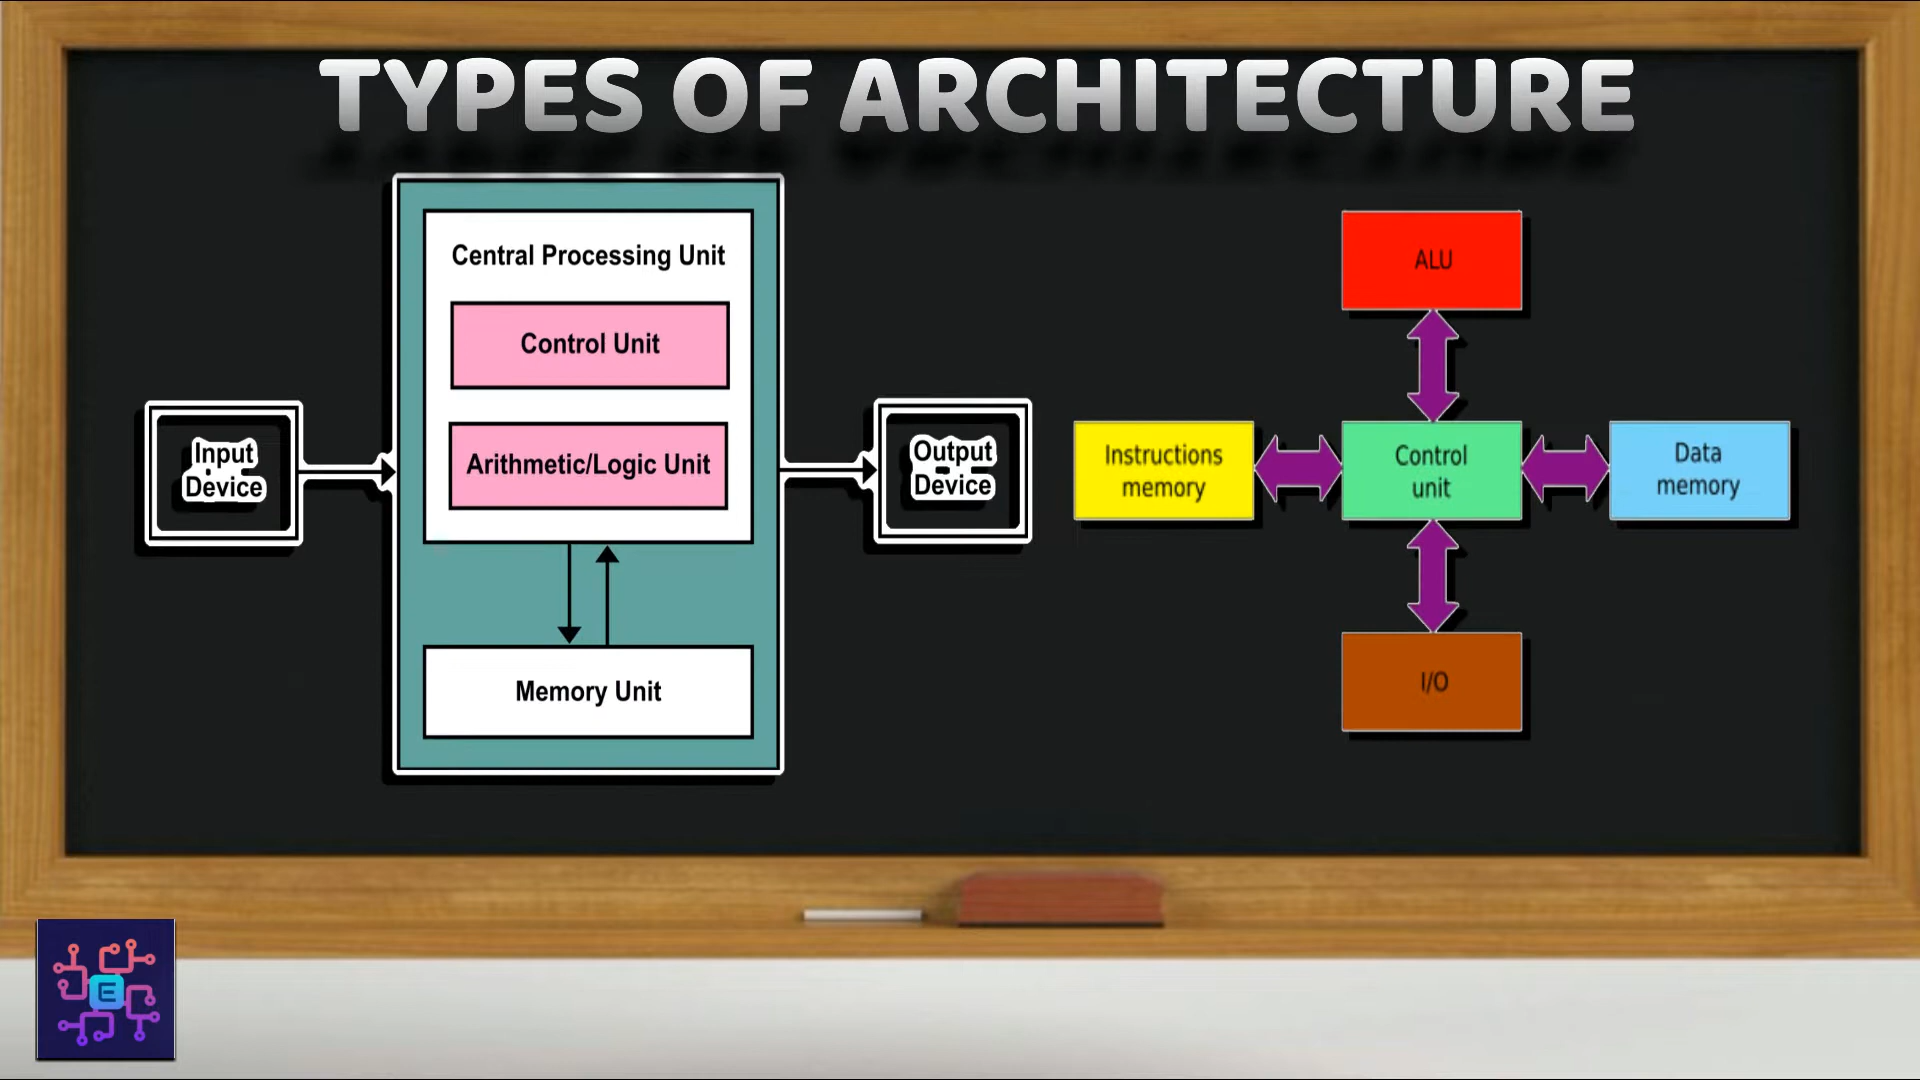 TYPES OF ARCHITECTURE
Central Processing Unit
Control Unit
Arithmetic/Logic Unit
Input
Device
Output
Device
Memory Unit
ALU
Instructions
memory
Control
unit
Data
memory
I/O
E